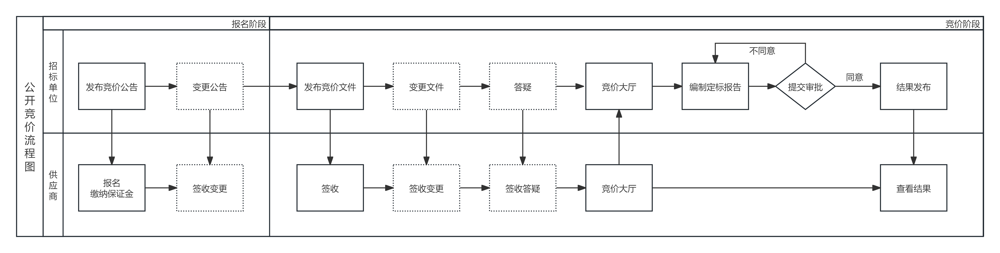 公开竞价流程图
报名阶段
竞价阶段
招标单位
发布竞价公告
变更公告
发布竞价文件
变更文件
答疑
竞价大厅
编制定标报告
不同意
提交审批
同意
结果发布
供应商
报名
缴纳保证金
签收变更
签收
签收变更
签收答疑
竞价大厅
查看结果